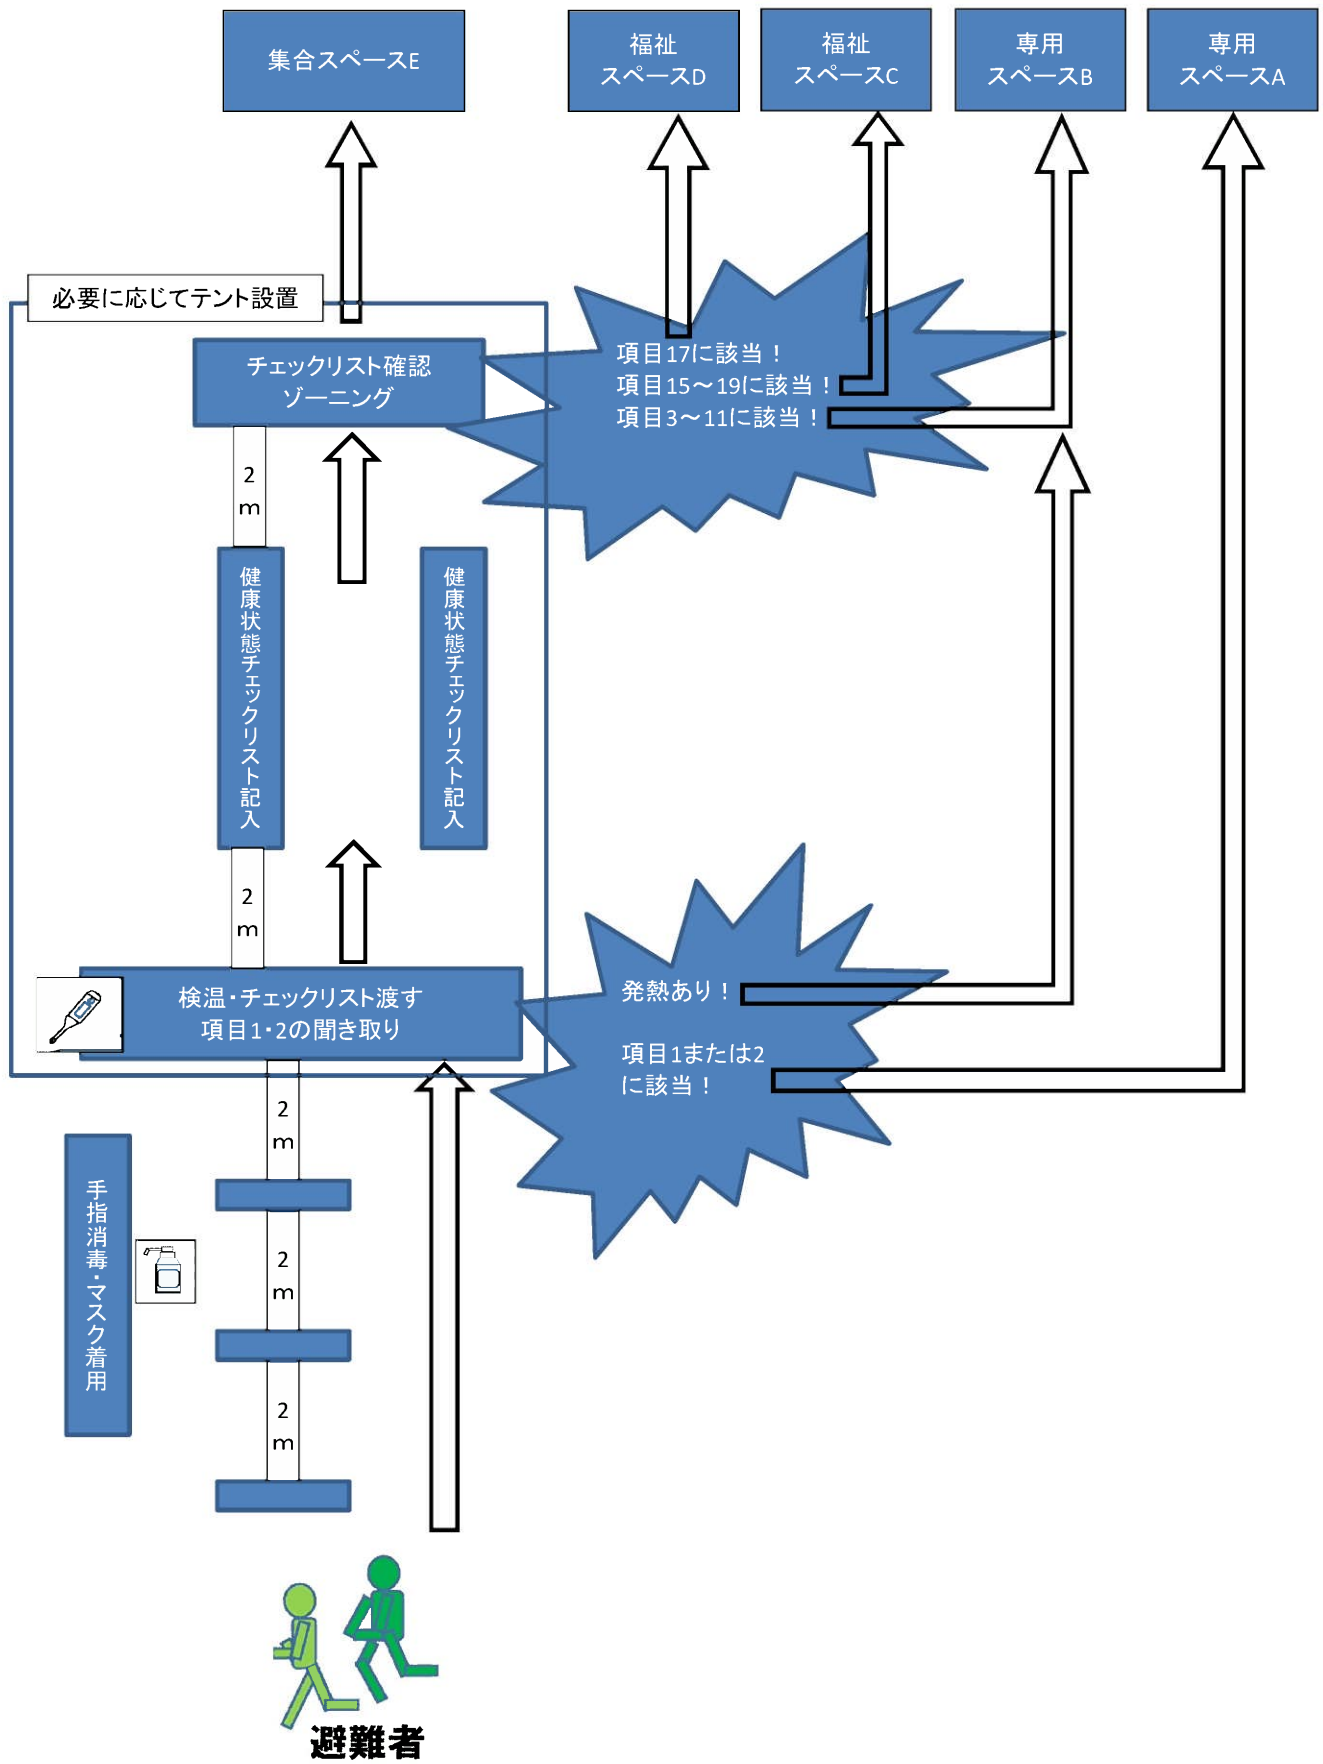 集合スペースE
福祉
スペースD
福祉
スペースC
専用
スペースB
専用
スペースA
必要に応じてテント設置
チェックリスト確認
ゾーニング
項目17に該当！
項目15～19に該当！
項目3～11に該当！
2
m
健康状態チェックリスト記入
健康状態チェックリスト記入
2
m
検温・チェックリスト渡す
項目1・2の聞き取り
発熱あり！
項目1または2
に該当！
2
m
手指消毒・マスク着用
2
m
2
m
避難者